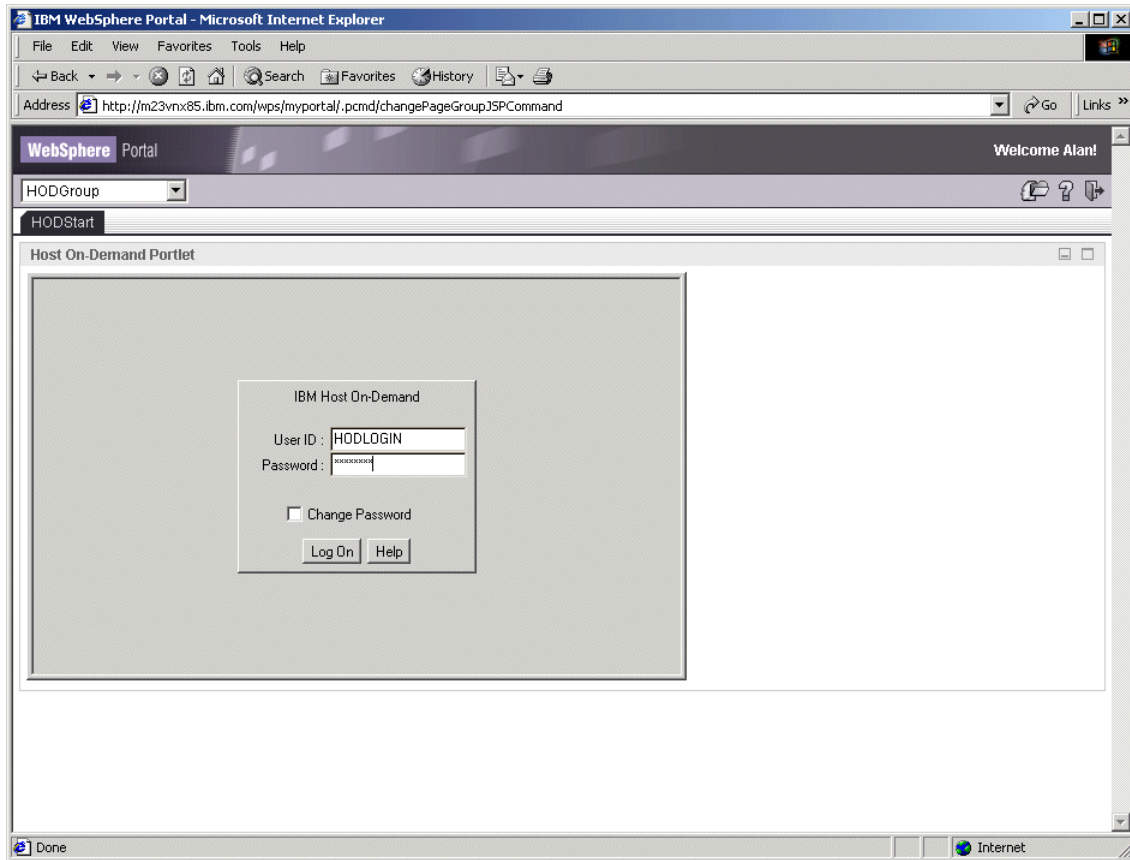 IBM WebSphere Portal - Microsoft Internet Explorer
File Edit View Favorites Tools Help
Back Search Favorites History
Address http://m23vnx85.ibm.com/wps/myportal/.pcmd/changePageGroupJSPCommand Go Links »
WebSphere Portal Welcome Alan!
HODGroup
HODStart
Host On-Demand Portlet
IBM Host On-Demand
User ID : HODLOGIN
Password : ********
Change Password
Log On Help
Done Internet